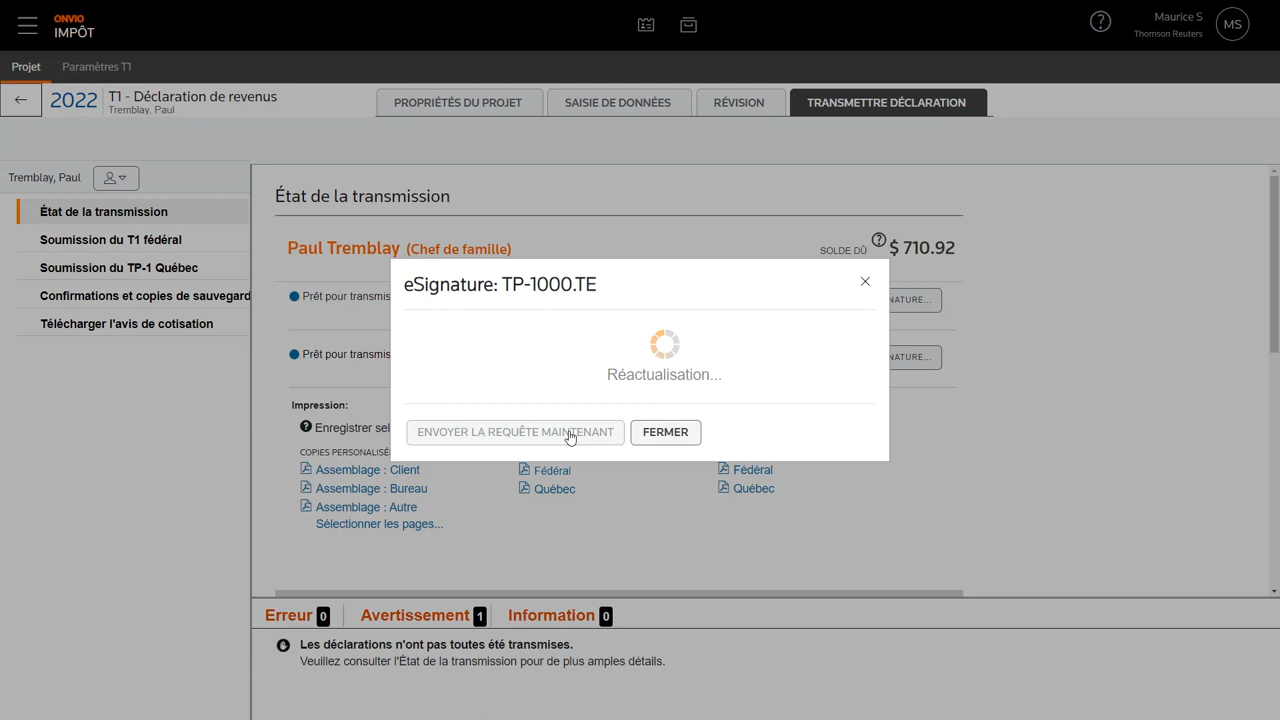 ONVIO
IMPÔT
Maurice S
Thomson Reuters
MS
Projet
Paramètres T1
2022
T1 - Déclaration de revenus
Tremblay, Paul
PROPRIÉTÉS DU PROJET
SAISIE DE DONNÉES
RÉVISION
TRANSMETTRE DÉCLARATION
Tremblay, Paul
État de la transmission
Soumission du T1 fédéral
Soumission du TP-1 Québec
Confirmations et copies de sauvegard
Télécharger l'avis de cotisation
État de la transmission
Paul Tremblay (Chef de famille)
SOLDE DÛ ? $ 710.92
Prêt pour transmis
NATURE...
Prêt pour transmis
NATURE...
eSignature: TP-1000.TE
Réactualisation...
ENVOYER LA REQUÊTE MAINTENANT
FERMER
Impression:
? Enregistrer sel
COPIES PERSONALISÉ
Assemblage : Client
Fédéral
Fédéral
Assemblage : Bureau
Québec
Québec
Assemblage : Autre
Sélectionner les pages...
Erreur 0
Avertissement 1
Information 0
Les déclarations n'ont pas toutes été transmises.
Veuillez consulter l'État de la transmission pour de plus amples détails.